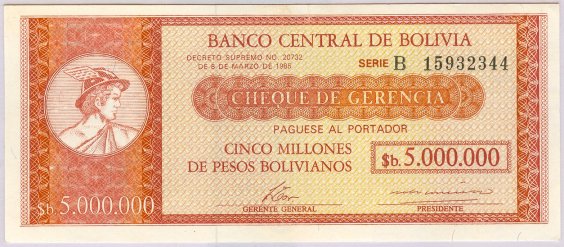 BANCO CENTRAL DE BOLIVIA
DECRETO SUPREMO NO. 20732
DE 8 DE MARZO DE 1985
SERIE B 15932344
CHEQUE DE GERENCIA
PAGUESE AL PORTADOR
CINCO MILLONES
DE PESOS BOLIVIANOS
$b. 5.000.000
$b. 5.000.000
GERENTE GENERAL
PRESIDENTE